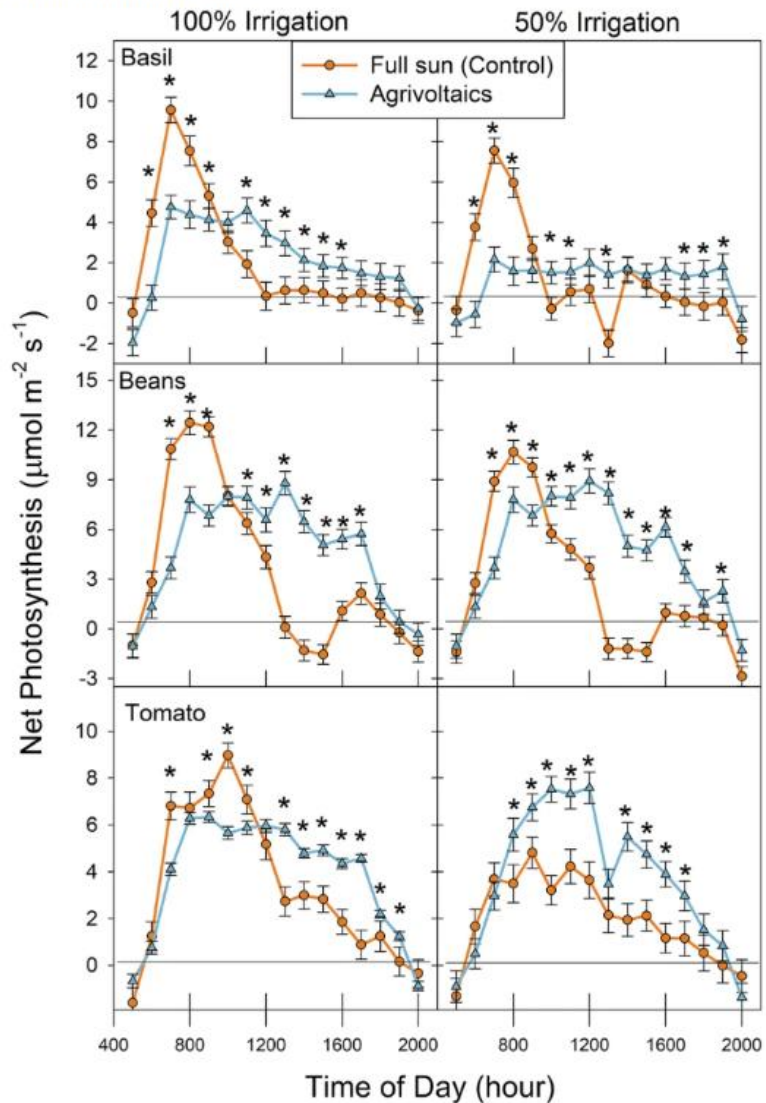 100% Irrigation
50% Irrigation
Full sun (Control)
Agrivoltaics
Net Photosynthesis (μmol m⁻² s⁻¹)
Basil
12
10
8
6
4
2
0
-2
Beans
15
12
9
6
3
0
-3
Tomato
10
8
6
4
2
0
400 800 1200 1600 2000
800 1200 1600 2000
Time of Day (hour)